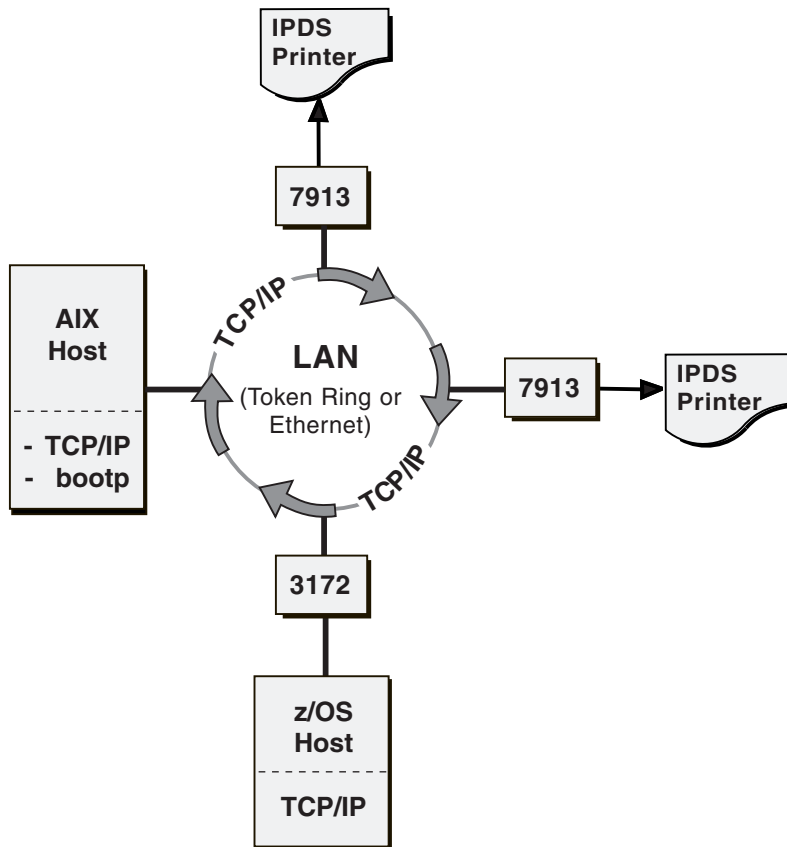 IPDS
Printer
7913
TCP/IP
AIX
Host
- TCP/IP
- bootp
LAN
(Token Ring or
Ethernet)
7913
IPDS
Printer
TCP/IP
3172
z/OS
Host
TCP/IP